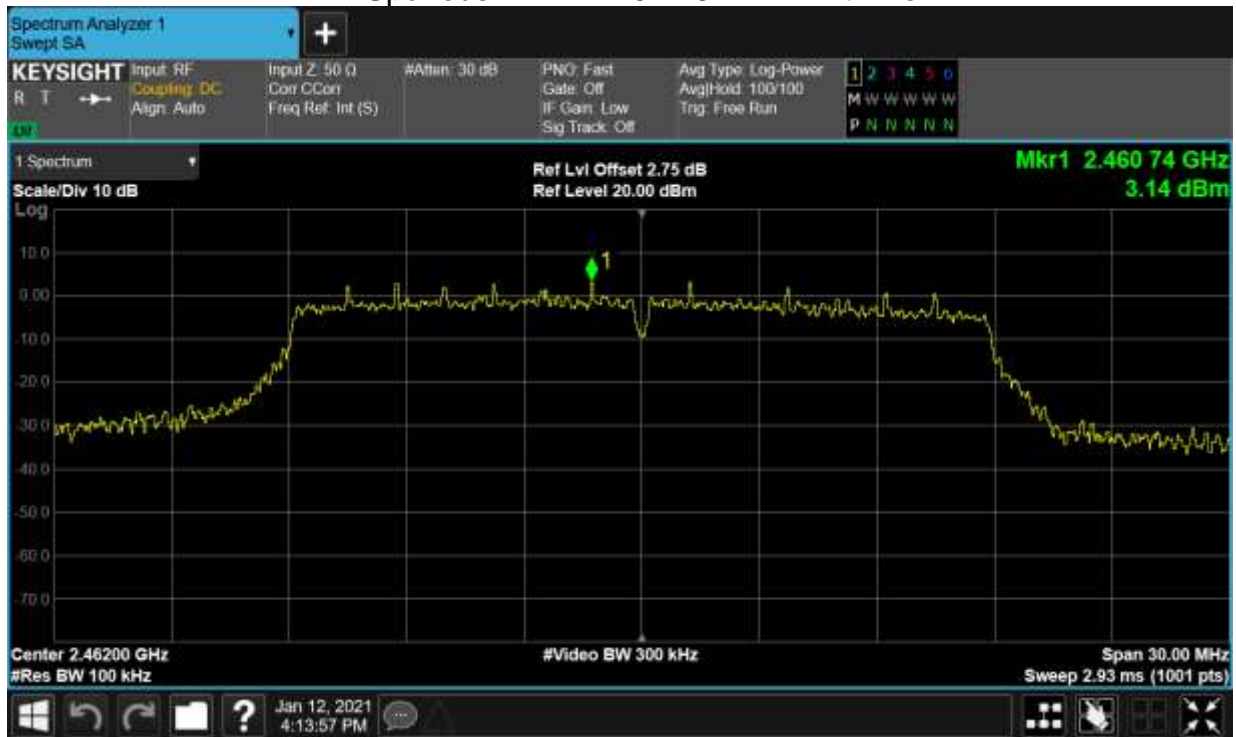 Spectrum Analyzer 1
Swept SA
+
KEYSIGHT
R T
Input: RF
Coupling: DC
Align: Auto
Input Z: 50 Ω
Corr CCorr
Freq Ref: Int (S)
#Atten: 30 dB
PNO: Fast
Gate: Off
IF Gain: Low
Sig Track: Off
Avg Type: Log-Power
Avg|Hold: 100/100
Trig: Free Run
1 2 3 4 5 6
M W W W W W
P N N N N N
1 Spectrum
Scale/Div 10 dB
Log
Ref Lvl Offset 2.75 dB
Ref Level 20.00 dBm
Mkr1 2.460 74 GHz
3.14 dBm
1
10.0
0.00
-10.0
-20.0
-30.0
-40.0
-50.0
-60.0
-70.0
Center 2.46200 GHz
#Res BW 100 kHz
#Video BW 300 kHz
Span 30.00 MHz
Sweep 2.93 ms (1001 pts)
?
Jan 12, 2021
4:13:57 PM